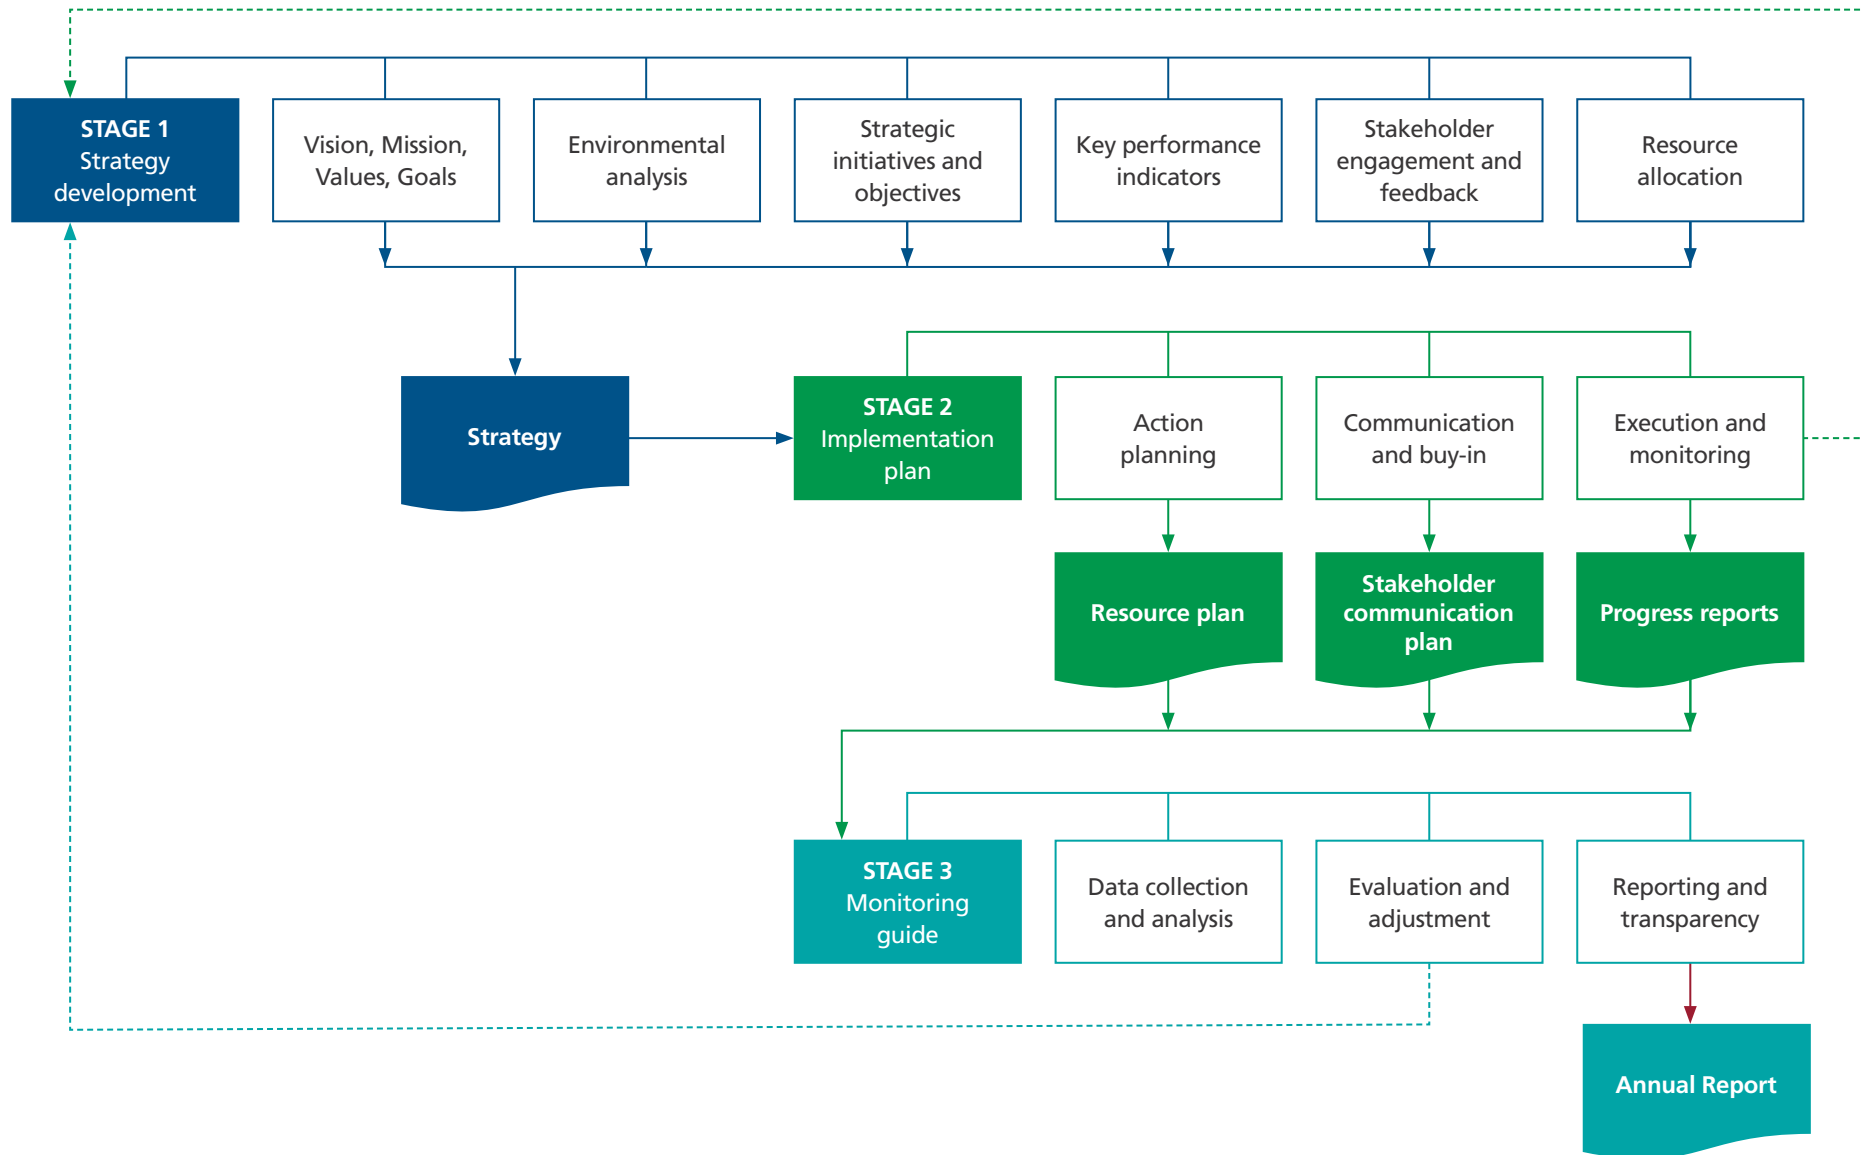 STAGE 1
Strategy
development
Vision, Mission,
Values, Goals
Environmental
analysis
Strategic
initiatives and
objectives
Key performance
indicators
Stakeholder
engagement and
feedback
Resource
allocation
Strategy
STAGE 2
Implementation
plan
Action
planning
Communication
and buy-in
Execution and
monitoring
Resource plan
Stakeholder
communication
plan
Progress reports
STAGE 3
Monitoring
guide
Data collection
and analysis
Evaluation and
adjustment
Reporting and
transparency
Annual Report